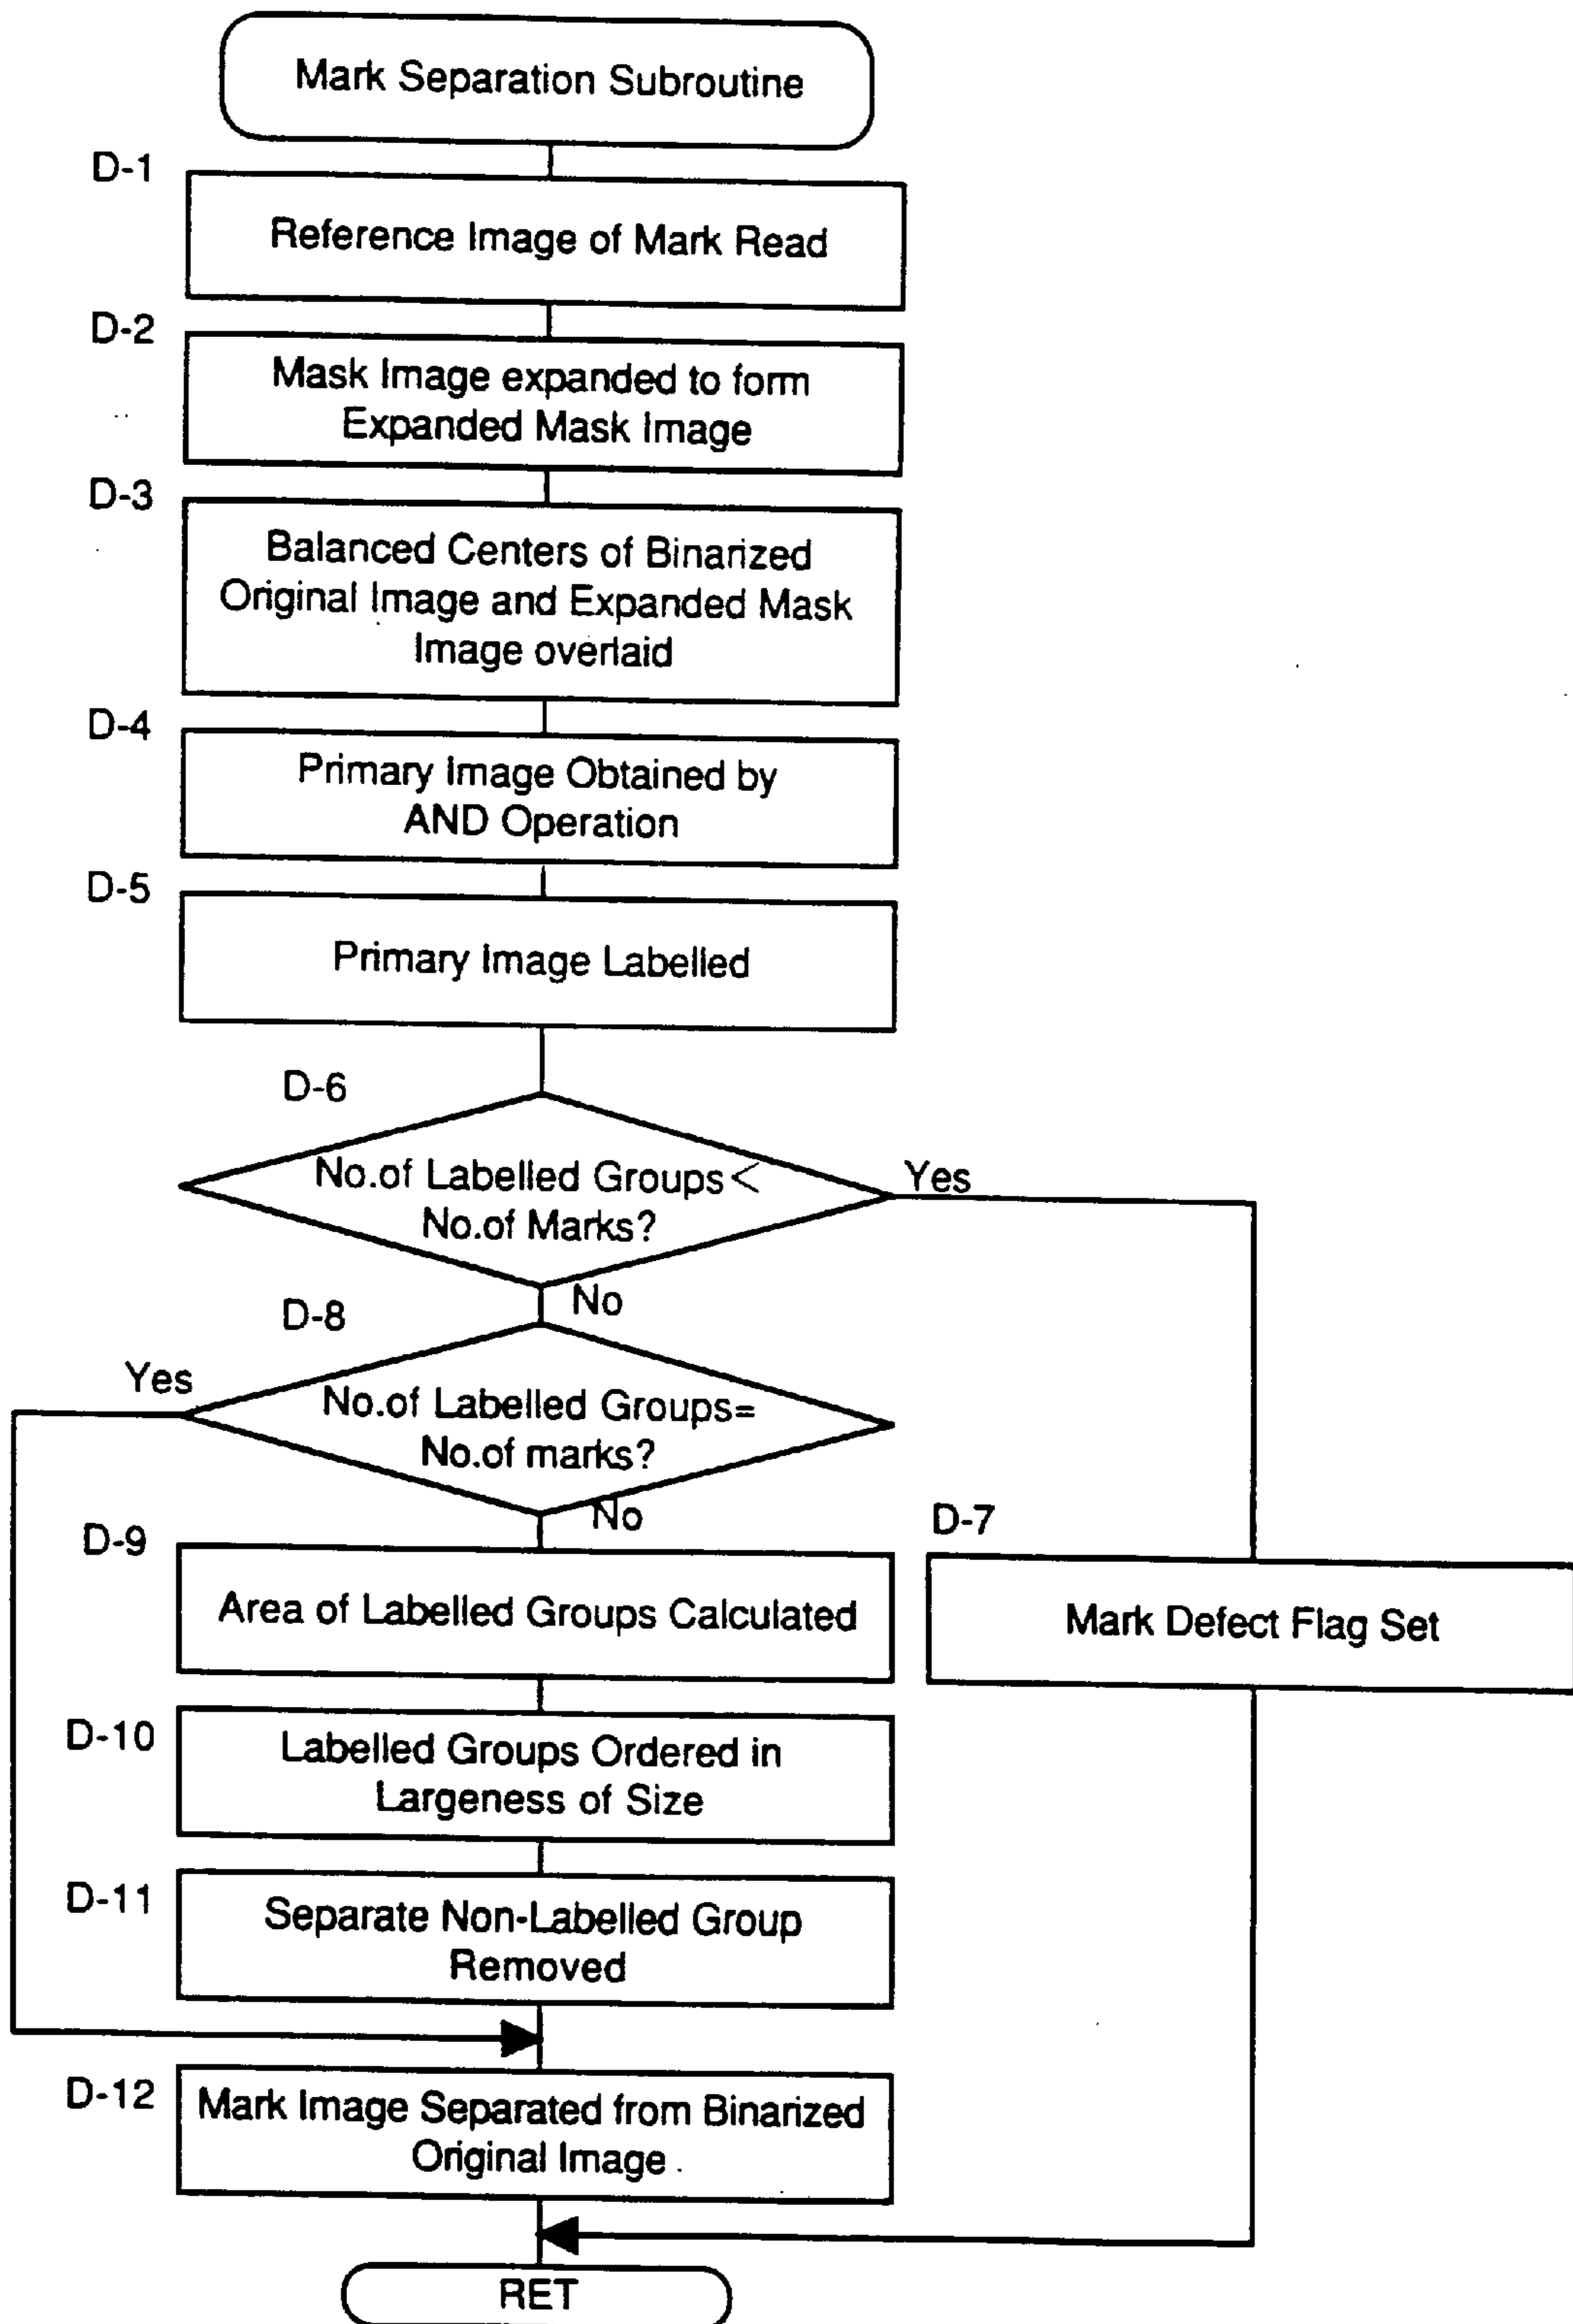 Mark Separation Subroutine
D-1
Reference Image of Mark Read
D-2
Mask Image expanded to form
Expanded Mask Image
D-3
Balanced Centers of Binarized
Original Image and Expanded Mask
Image overlaid
D-4
Primary Image Obtained by
AND Operation
D-5
Primary Image Labelled
D-6
No.of Labelled Groups<
No.of Marks?
Yes
No
D-8
Yes
No.of Labelled Groups=
No.of marks?
No
D-9
Area of Labelled Groups Calculated
D-7
Mark Defect Flag Set
D-10
Labelled Groups Ordered in
Largeness of Size
D-11
Separate Non-Labelled Group
Removed
D-12
Mark Image Separated from Binarized
Original Image
RET